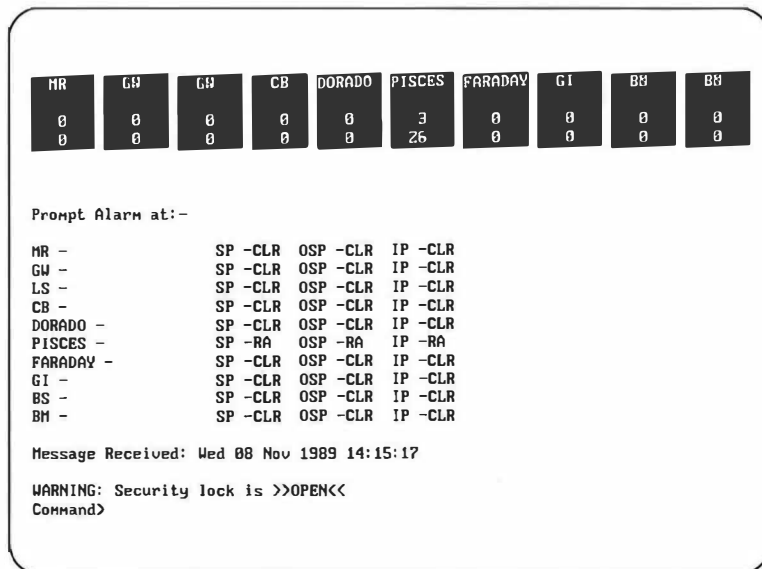 MR GW GW CB DORADO PISCES FARADAY GI BM BM
0 0 0 0 0 3 0 0 0 0
0 0 0 0 0 26 0 0 0 0
Prompt Alarm at:-
MR - SP -CLR OSP -CLR IP -CLR
GW - SP -CLR OSP -CLR IP -CLR
LS - SP -CLR OSP -CLR IP -CLR
CB - SP -CLR OSP -CLR IP -CLR
DORADO - SP -CLR OSP -CLR IP -CLR
PISCES - SP -RA OSP -RA IP -RA
FARADAY - SP -CLR OSP -CLR IP -CLR
GI - SP -CLR OSP -CLR IP -CLR
BS - SP -CLR OSP -CLR IP -CLR
BM - SP -CLR OSP -CLR IP -CLR
Message Received: Wed 08 Nov 1989 14:15:17
WARNING: Security lock is >>OPEN<<
Command>